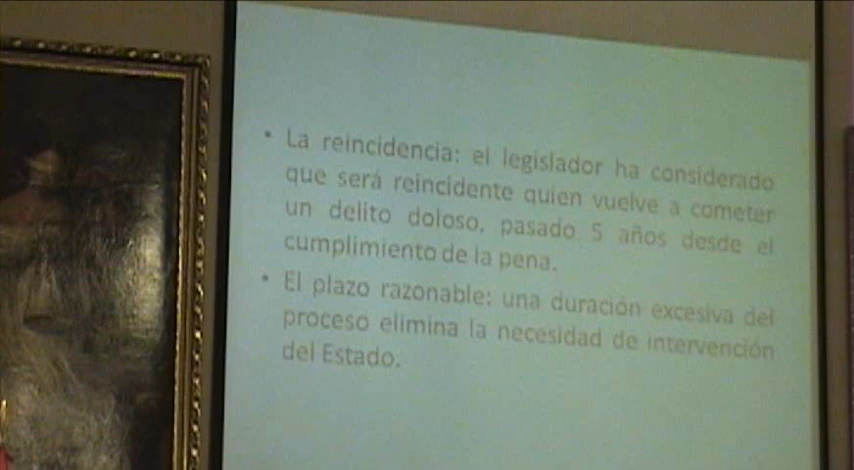 • La reincidencia: el legislador ha considerado
que será reincidente quien vuelve a cometer
un delito doloso, pasado 5 años desde el
cumplimiento de la pena.
• El plazo razonable: una duración excesiva del
proceso elimina la necesidad de intervención
del Estado.